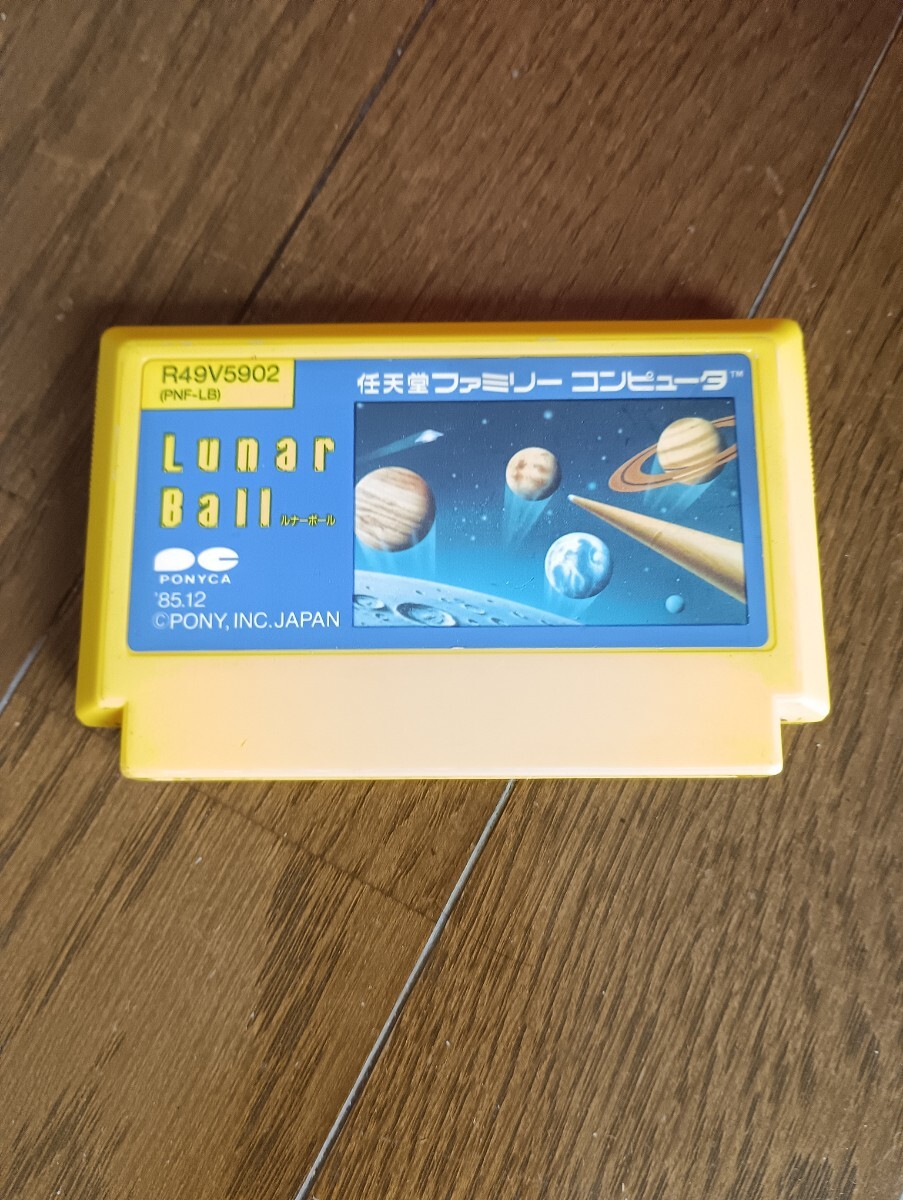 R49V5902
(PNF-LB)
任天堂 ファミリー コンピュータ™
Lunar
Ball ルナーボール
PONYCA
'85.12
©PONY, INC. JAPAN